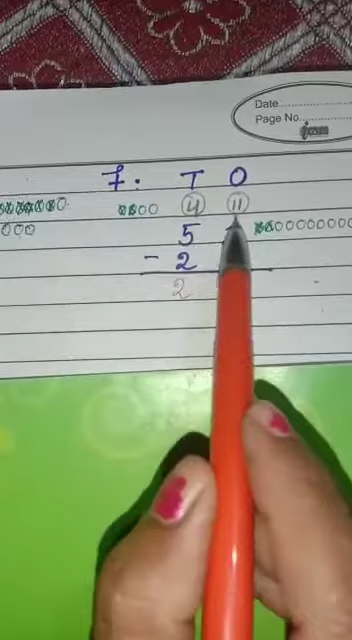 Date..................
Page No.
7. T O
4 11
5
- 2
2